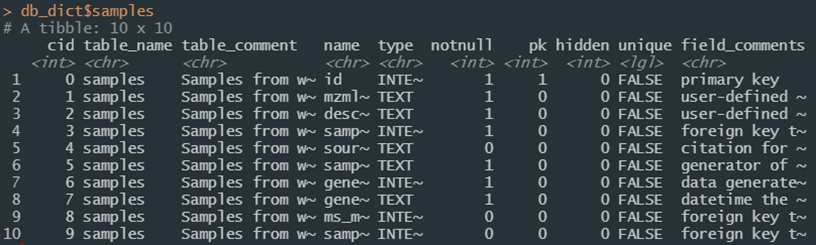 > db_dict$samples
# A tibble: 10 x 10
     cid table_name table_comment   name  type  notnull    pk hidden unique field_comments
   <int> <chr>      <chr>           <chr> <chr>   <int> <int>  <int> <lgl>  <chr>
 1     0 samples    Samples from w~ id    INTE~       1     1      0 FALSE  primary key
 2     1 samples    Samples from w~ mzml~ TEXT        1     0      0 FALSE  user-defined ~
 3     2 samples    Samples from w~ desc~ TEXT        1     0      0 FALSE  user-defined ~
 4     3 samples    Samples from w~ samp~ INTE~       1     0      0 FALSE  foreign key t~
 5     4 samples    Samples from w~ sour~ TEXT        0     0      0 FALSE  citation for ~
 6     5 samples    Samples from w~ samp~ TEXT        1     0      0 FALSE  generator of ~
 7     6 samples    Samples from w~ gene~ INTE~       1     0      0 FALSE  data generate~
 8     7 samples    Samples from w~ gene~ TEXT        1     0      0 FALSE  datetime the ~
 9     8 samples    Samples from w~ ms_m~ INTE~       0     0      0 FALSE  foreign key t~
10     9 samples    Samples from w~ samp~ INTE~       0     0      0 FALSE  foreign key t~